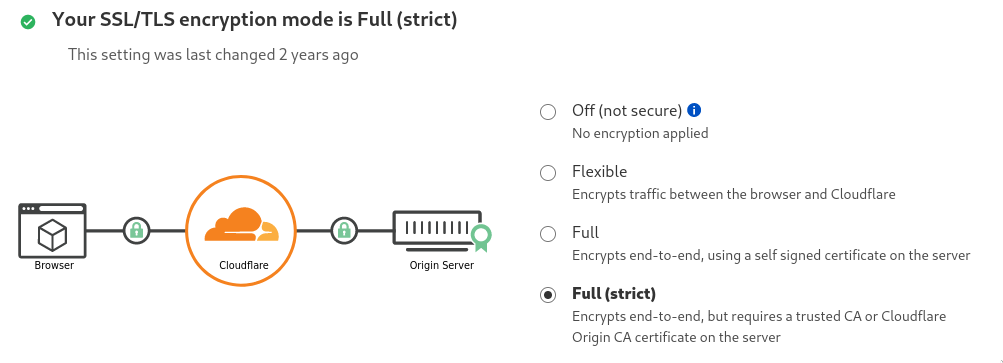 Your SSL/TLS encryption mode is Full (strict)
This setting was last changed 2 years ago
Off (not secure)
No encryption applied
Flexible
Encrypts traffic between the browser and Cloudflare
Full
Encrypts end-to-end, using a self signed certificate on the server
Full (strict)
Encrypts end-to-end, but requires a trusted CA or Cloudflare
Origin CA certificate on the server
Browser
Cloudflare
Origin Server